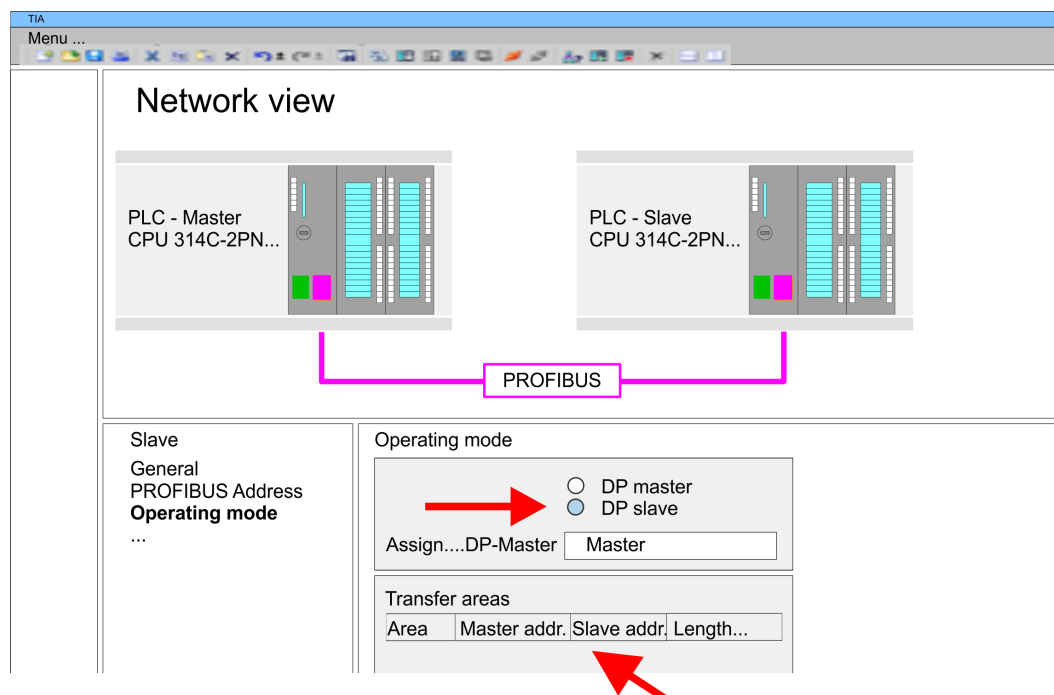 TIA
Menu ...
Network view
PLC - Master
CPU 314C-2PN...
PLC - Slave
CPU 314C-2PN...
PROFIBUS
Slave
General
PROFIBUS Address
Operating mode
...
Operating mode
DP master
DP slave
Assign....DP-Master Master
Transfer areas
Area Master addr. Slave addr. Length...